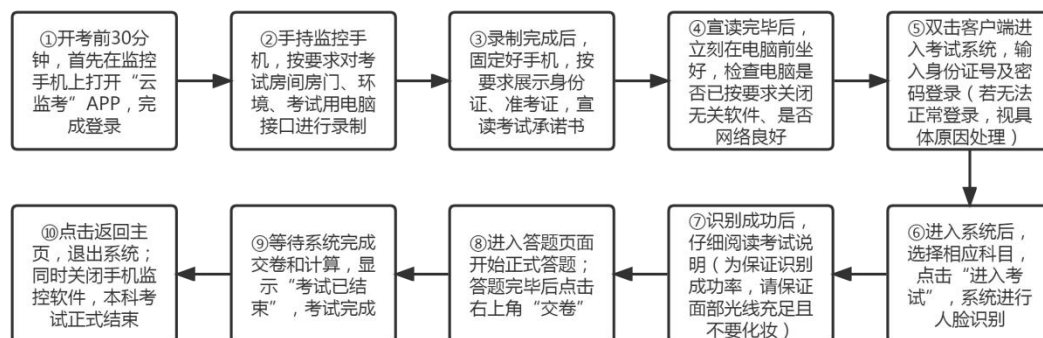 ①开考前30分
钟，首先在监控
手机上打开“云
监考”APP，完
成登录
②手持监控手
机，按要求对考
试房间房门、环
境、考试用电脑
接口进行录制
③录制完成后，
固定好手机，按
要求展示身份
证、准考证，宣
读考试承诺书
④宣读完毕后，
立刻在电脑前坐
好，检查电脑是
否已按要求关闭
无关软件、是否
网络良好
⑤双击客户端进
入考试系统，输
入身份证号及密
码登录（若无法
正常登录，视具
体原因处理）
⑥进入系统后，
选择相应科目，
点击“进入考
试”，系统进行
人脸识别
⑦识别成功后，
仔细阅读考试说
明（为保证识别
成功率，请保证
面部光线充足且
不要化妆）
⑧进入答题页面
开始正式答题；
答题完毕后点击
右上角“交卷”
⑨等待系统完成
交卷和计算，显
示“考试已结
束”，考试完成
⑩点击返回主
页，退出系统；
同时关闭手机监
控软件，本科考
试正式结束